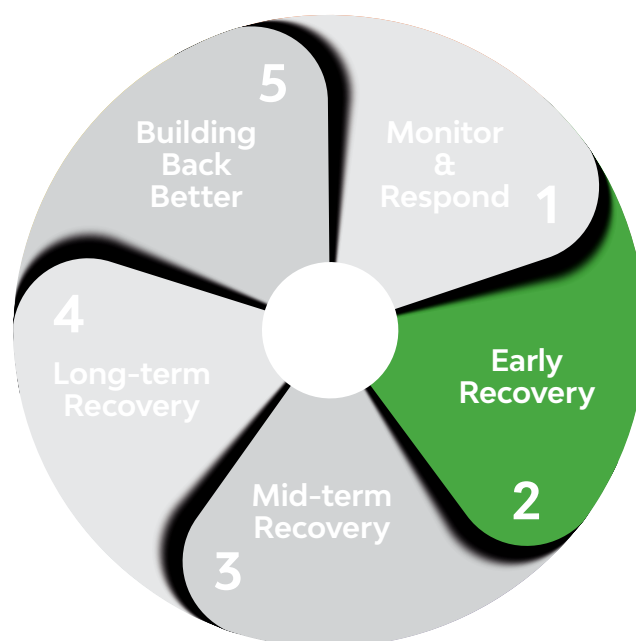 Monitor
&
Respond
1
Early
Recovery
2
Mid-term
Recovery
3
4
Long-term
Recovery
5
Building
Back
Better